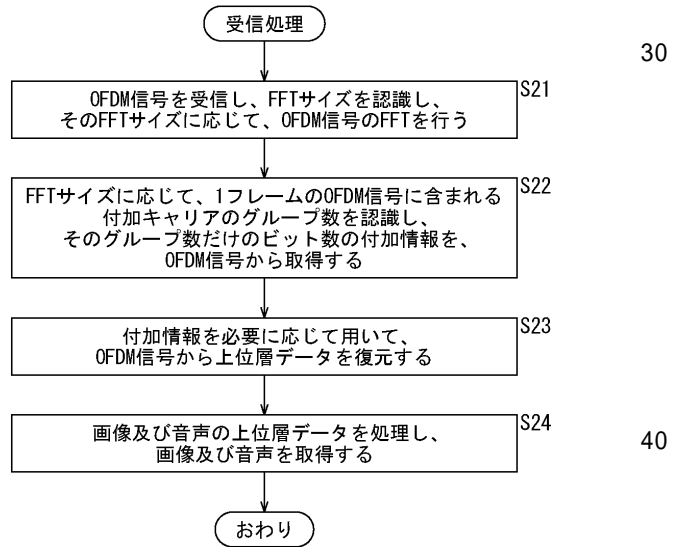 受信処理
30
S21
OFDM信号を受信し、FFTサイズを認識し、
そのFFTサイズに応じて、OFDM信号のFFTを行う
S22
FFTサイズに応じて、1フレームのOFDM信号に含まれる
付加キャリアのグループ数を認識し、
そのグループ数だけのビット数の付加情報を、
OFDM信号から取得する
S23
付加情報を必要に応じて用いて、
OFDM信号から上位層データを復元する
S24
画像及び音声の上位層データを処理し、
画像及び音声を取得する
40
おわり